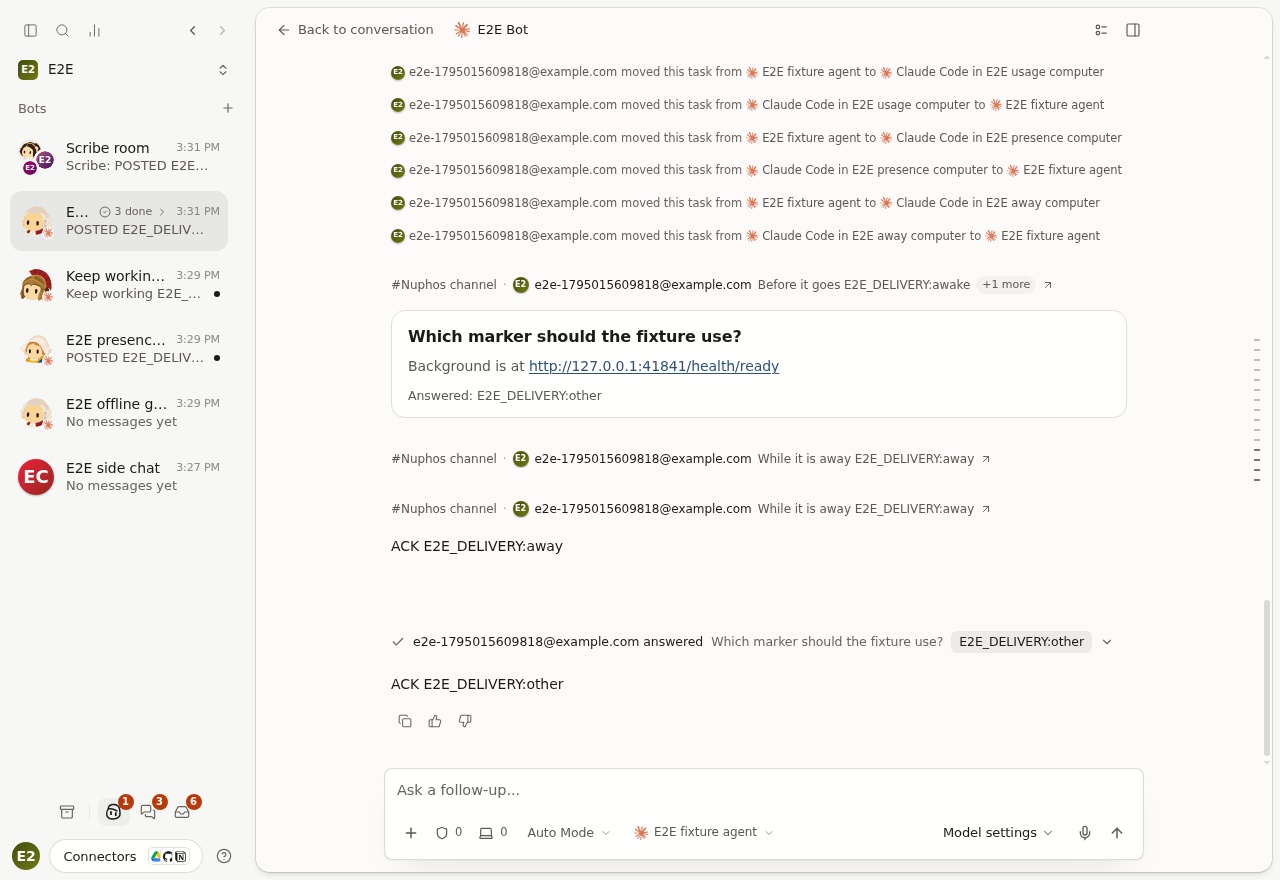 E2 E2E
Bots
Scribe room 3:31 PM
E2
E2
Scribe: POSTED E2E…
E… 3 done 3:31 PM
POSTED E2E_DELIV…
Keep workin… 3:29 PM
Keep working E2E_…
E2E presenc… 3:29 PM
POSTED E2E_DELIV…
E2E offline g… 3:29 PM
No messages yet
EC
E2E side chat 3:27 PM
No messages yet
1 3 6
E2 Connectors
Back to conversation E2E Bot
E2 e2e-1795015609818@example.com moved this task from E2E fixture agent to Claude Code in E2E usage computer
E2 e2e-1795015609818@example.com moved this task from Claude Code in E2E usage computer to E2E fixture agent
E2 e2e-1795015609818@example.com moved this task from E2E fixture agent to Claude Code in E2E presence computer
E2 e2e-1795015609818@example.com moved this task from Claude Code in E2E presence computer to E2E fixture agent
E2 e2e-1795015609818@example.com moved this task from E2E fixture agent to Claude Code in E2E away computer
E2 e2e-1795015609818@example.com moved this task from Claude Code in E2E away computer to E2E fixture agent
#Nuphos channel · E2 e2e-1795015609818@example.com Before it goes E2E_DELIVERY:awake +1 more
Which marker should the fixture use?
Background is at http://127.0.0.1:41841/health/ready
Answered: E2E_DELIVERY:other
#Nuphos channel · E2 e2e-1795015609818@example.com While it is away E2E_DELIVERY:away
#Nuphos channel · E2 e2e-1795015609818@example.com While it is away E2E_DELIVERY:away
ACK E2E_DELIVERY:away
e2e-1795015609818@example.com answered Which marker should the fixture use? E2E_DELIVERY:other
ACK E2E_DELIVERY:other
Ask a follow-up...
0 0 Auto Mode E2E fixture agent Model settings